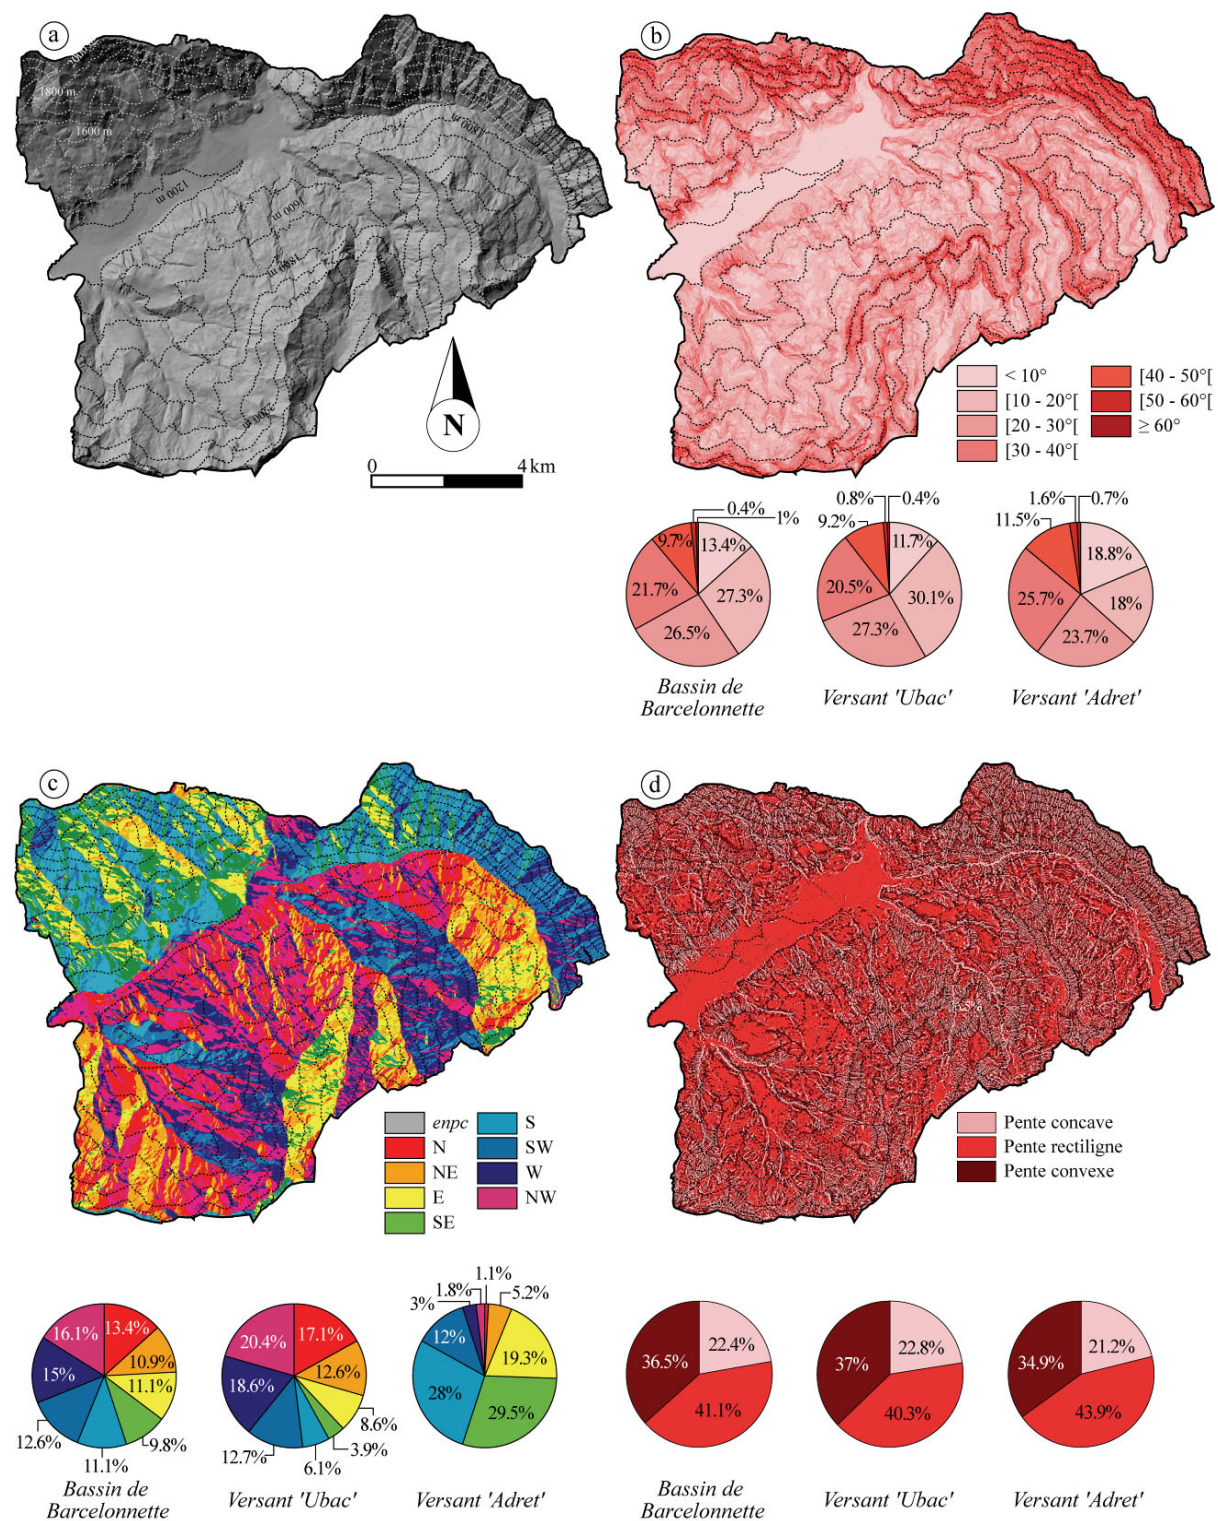 a
1800 m
1600 m
1200 m
1600 m
1800 m
1800 m
N
0
4 km
b
< 10°
[10 - 20°[
[20 - 30°[
[30 - 40°[
[40 - 50°[
[50 - 60°[
≥ 60°
0.4%
1%
9.7%
13.4%
21.7%
27.3%
26.5%
Bassin de
Barcelonnette
0.8%
0.4%
9.2%
11.7%
20.5%
30.1%
27.3%
Versant 'Ubac'
1.6%
0.7%
11.5%
18.8%
25.7%
18%
23.7%
Versant 'Adret'
c
enpc
N
NE
E
SE
S
SW
W
NW
16.1%
13.4%
10.9%
15%
11.1%
12.6%
9.8%
11.1%
Bassin de
Barcelonnette
20.4%
17.1%
12.6%
18.6%
8.6%
12.7%
3.9%
6.1%
Versant 'Ubac'
1.1%
1.8%
5.2%
3%
12%
19.3%
28%
29.5%
Versant 'Adret'
d
Pente concave
Pente rectiligne
Pente convexe
36.5%
22.4%
41.1%
Bassin de
Barcelonnette
37%
22.8%
40.3%
Versant 'Ubac'
34.9%
21.2%
43.9%
Versant 'Adret'